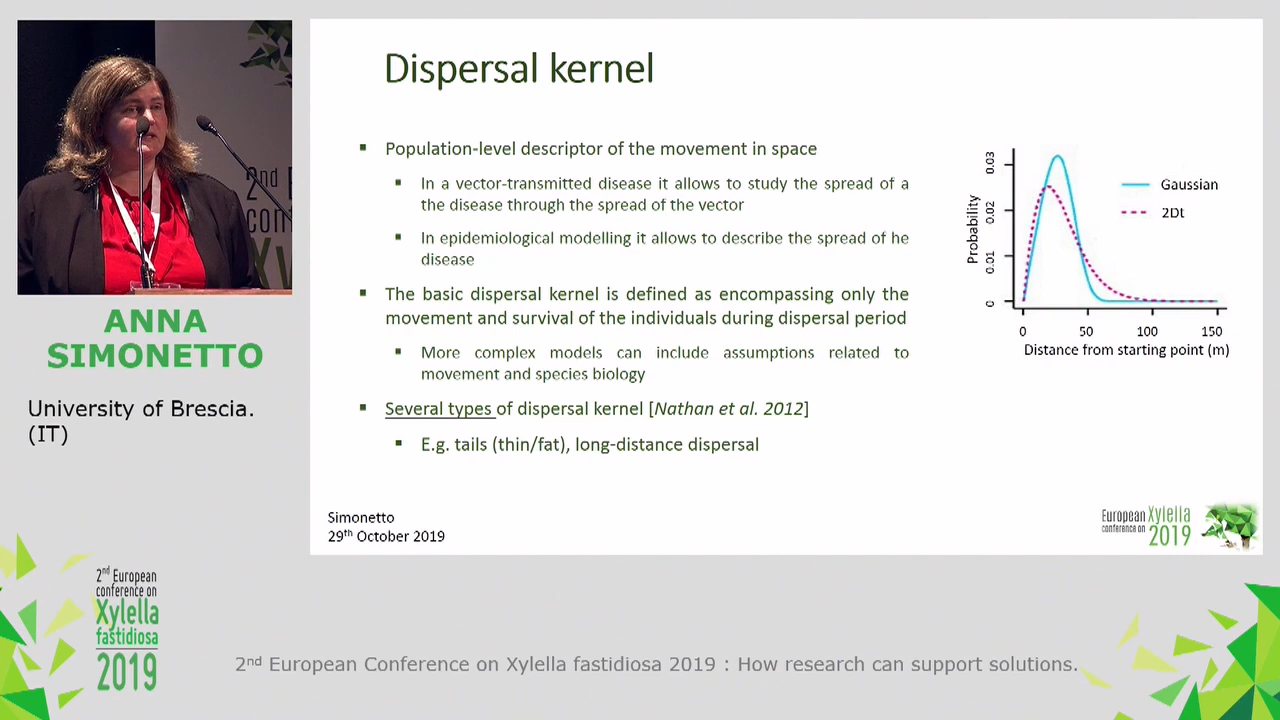 Dispersal kernel
Population-level descriptor of the movement in space
In a vector-transmitted disease it allows to study the spread of a
the disease through the spread of the vector
In epidemiological modelling it allows to describe the spread of he
disease
The basic dispersal kernel is defined as encompassing only the
movement and survival of the individuals during dispersal period
More complex models can include assumptions related to
movement and species biology
Several types of dispersal kernel [Nathan et al. 2012]
E.g. tails (thin/fat), long-distance dispersal
Probability
0.03
0.02
0.01
0
0 50 100 150
Distance from starting point (m)
Gaussian
2Dt
Simonetto
29th October 2019
European
conference on
Xylella
2019
2nd E
conf
Xy
ANNA
SIMONETTO
University of Brescia.
(IT)
2nd European
conference on
Xylella
fastidiosa
2019
2nd European Conference on Xylella fastidiosa 2019 : How research can support solutions.